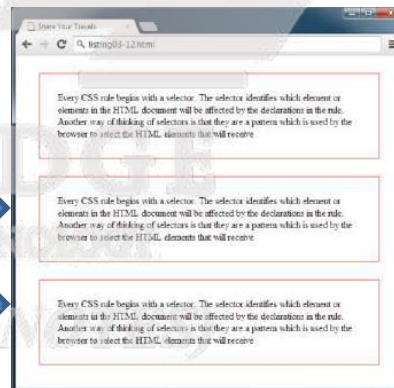 Share Your Travels
listing03-12.html
Every CSS rule begins with a selector. The selector identifies which element or
elements in the HTML document will be affected by the declarations in the rule.
Another way of thinking of selectors is that they are a pattern which is used by the
browser to select the HTML elements that will receive
Every CSS rule begins with a selector. The selector identifies which element or
elements in the HTML document will be affected by the declarations in the rule.
Another way of thinking of selectors is that they are a pattern which is used by the
browser to select the HTML elements that will receive
Every CSS rule begins with a selector. The selector identifies which element or
elements in the HTML document will be affected by the declarations in the rule.
Another way of thinking of selectors is that they are a pattern which is used by the
browser to select the HTML elements that will receive